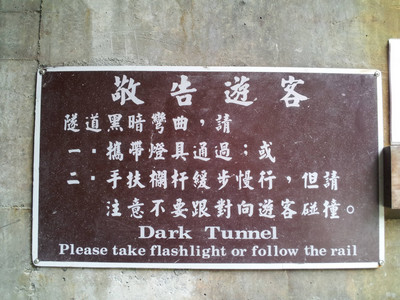 敬告遊客
隧道黑暗彎曲，請
一．攜帶燈具通過；或
二．手扶欄杆緩步慢行，但請
注意不要跟對向遊客碰撞。
Dark Tunnel
Please take flashlight or follow the rail